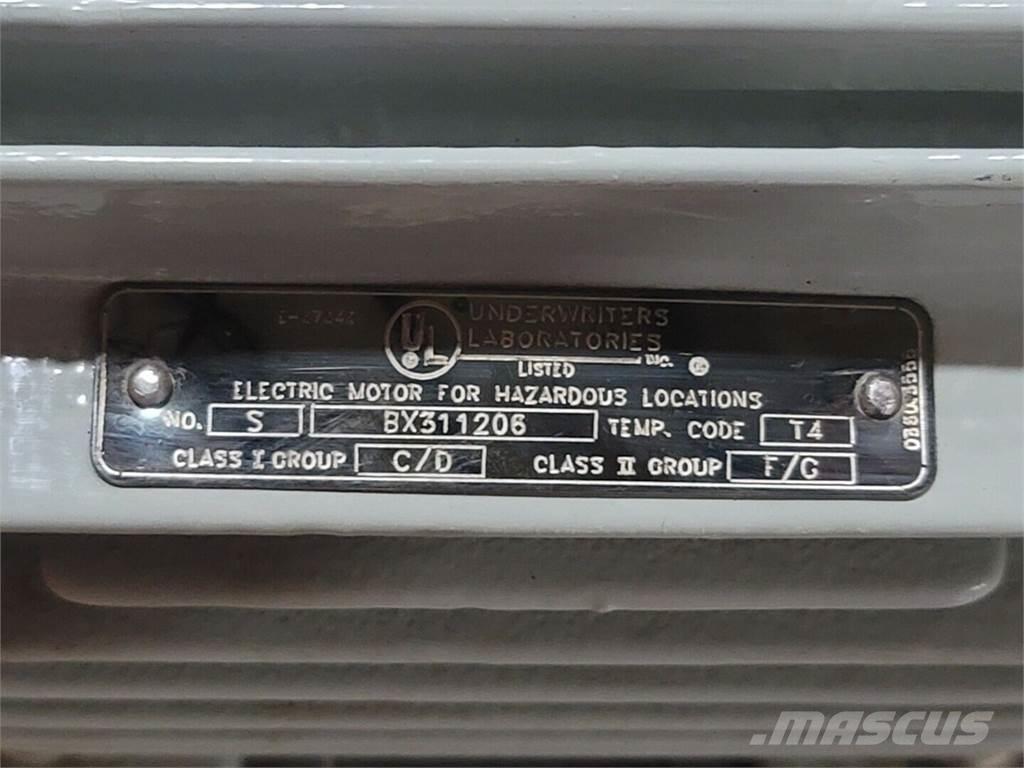 UL UNDERWRITERS
LABORATORIES INC. ®
LISTED
ELECTRIC MOTOR FOR HAZARDOUS LOCATIONS
NO. S BX311206 TEMP. CODE T4
CLASS I GROUP C/D CLASS II GROUP F/G
MASCUS